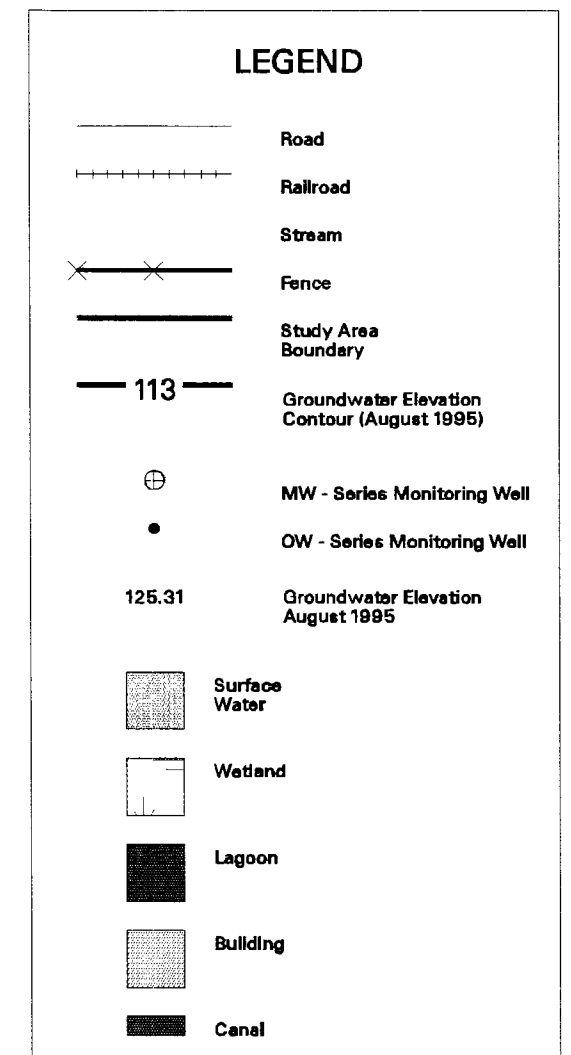 LEGEND
Road
Railroad
Stream
Fence
Study Area
Boundary
113
Groundwater Elevation
Contour (August 1995)
MW - Series Monitoring Well
OW - Series Monitoring Well
125.31
Groundwater Elevation
August 1995
Surface
Water
Wetland
Lagoon
Building
Canal